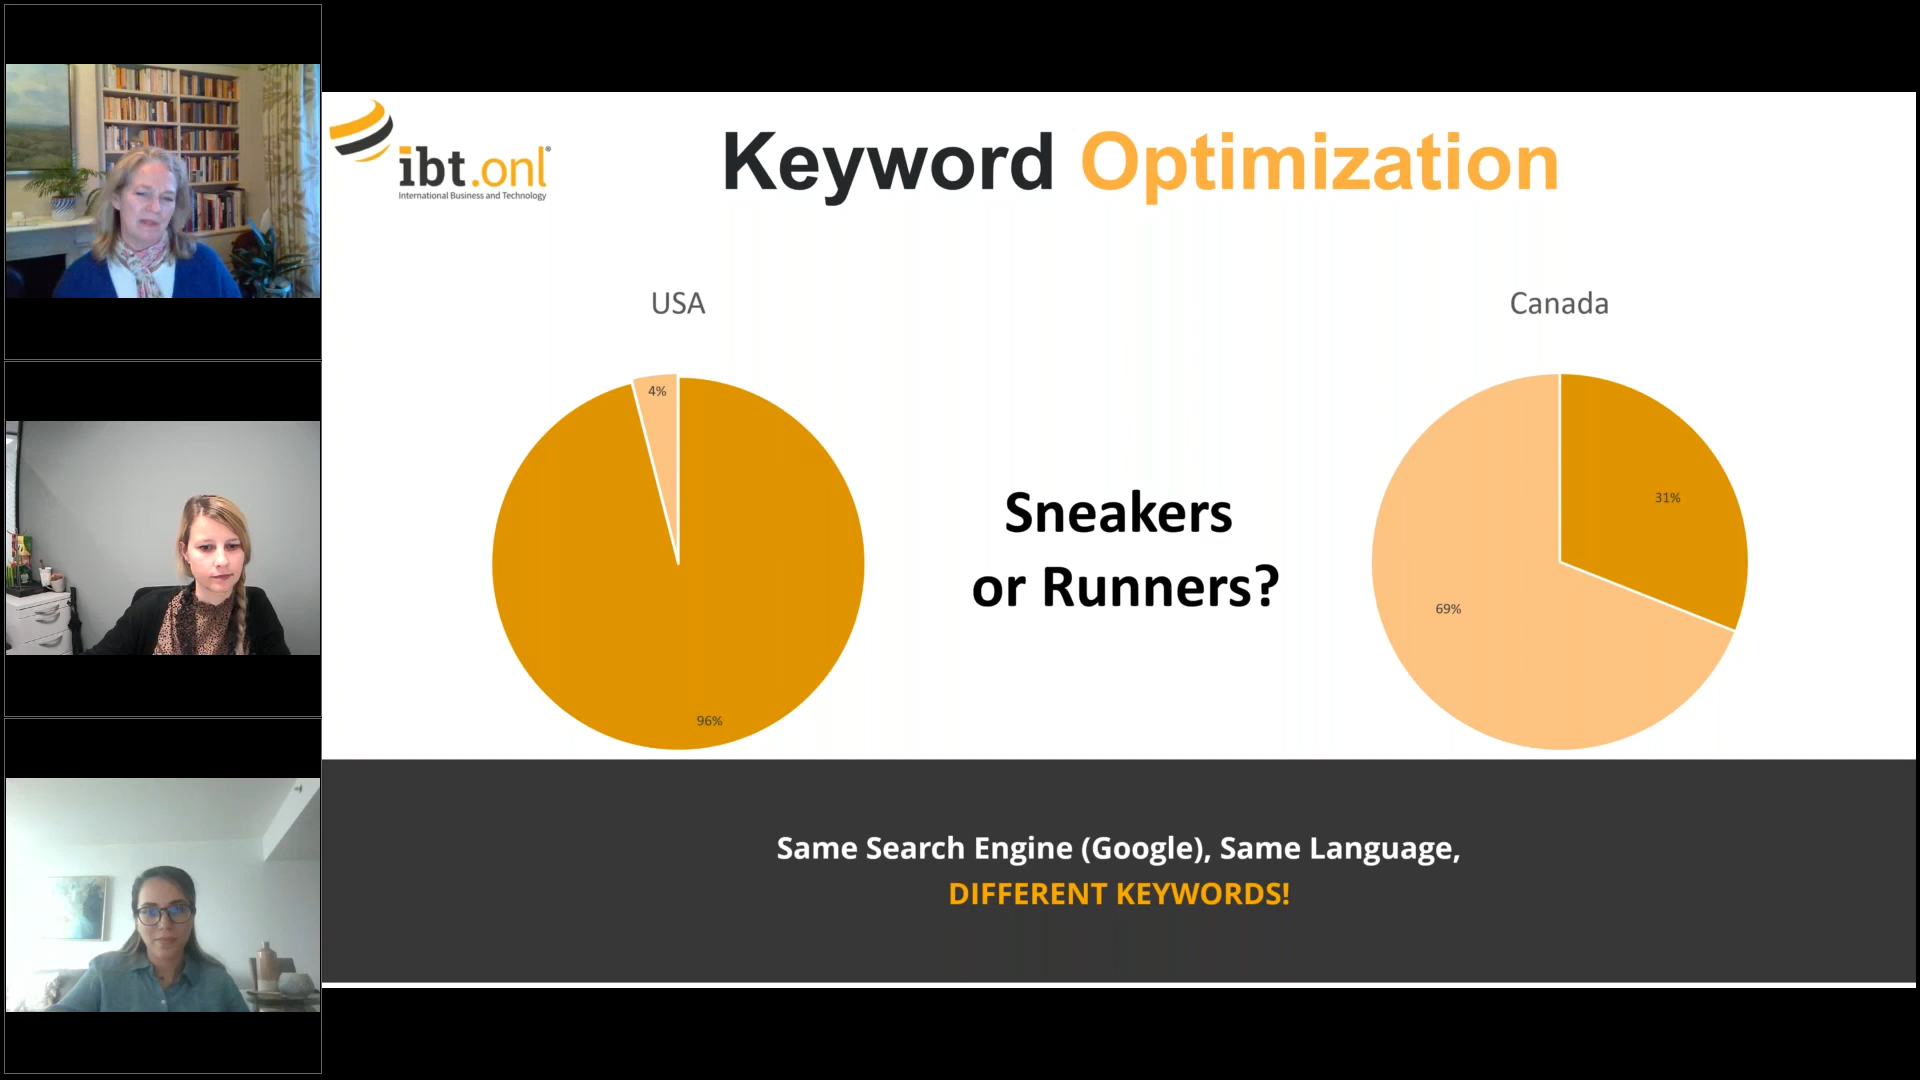 ibt.onl®
International Business and Technology
Keyword Optimization
USA
Canada
4%
96%
Sneakers
or Runners?
31%
69%
Same Search Engine (Google), Same Language,
DIFFERENT KEYWORDS!